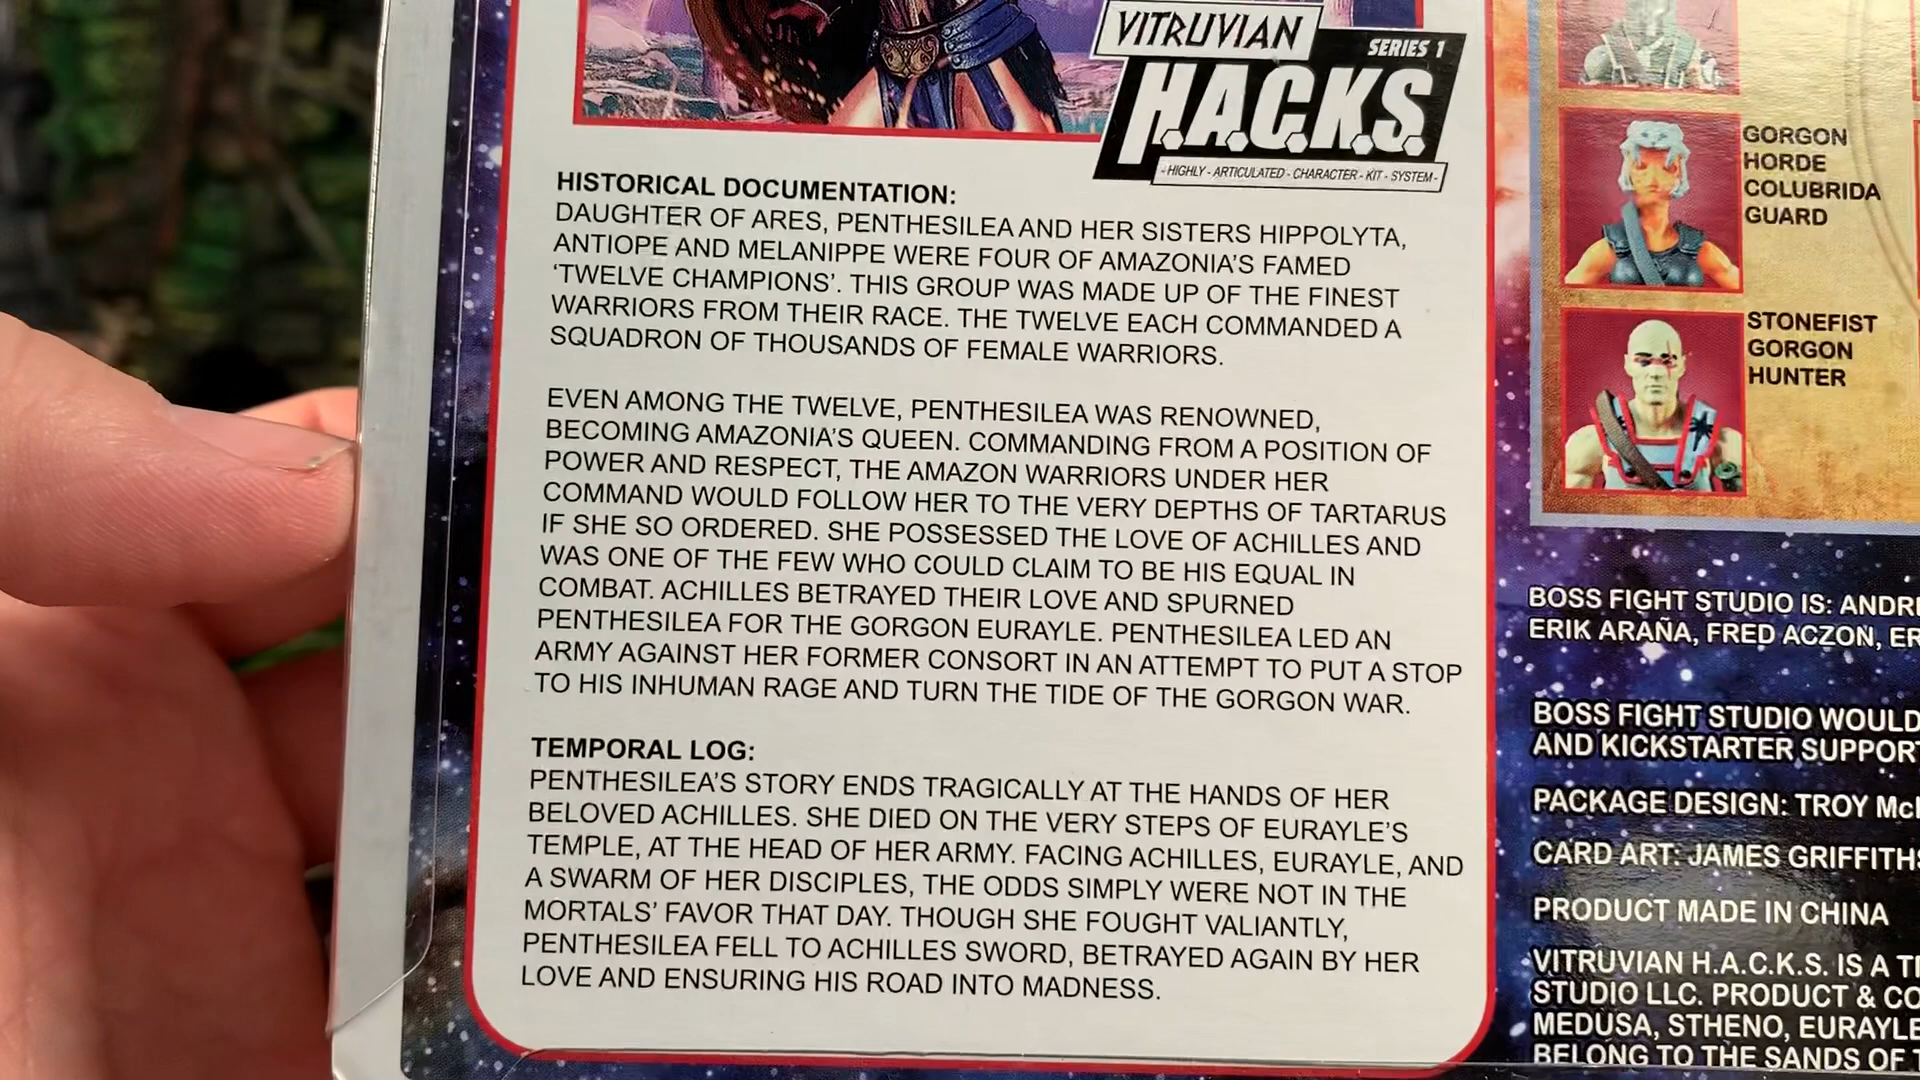 VITRUVIAN
SERIES 1
H.A.C.K.S.
- HIGHLY - ARTICULATED - CHARACTER - KIT - SYSTEM -
HISTORICAL DOCUMENTATION:
DAUGHTER OF ARES, PENTHESILEA AND HER SISTERS HIPPOLYTA,
ANTIOPE AND MELANIPPE WERE FOUR OF AMAZONIA'S FAMED
'TWELVE CHAMPIONS'. THIS GROUP WAS MADE UP OF THE FINEST
WARRIORS FROM THEIR RACE. THE TWELVE EACH COMMANDED A
SQUADRON OF THOUSANDS OF FEMALE WARRIORS.
EVEN AMONG THE TWELVE, PENTHESILEA WAS RENOWNED,
BECOMING AMAZONIA'S QUEEN. COMMANDING FROM A POSITION OF
POWER AND RESPECT, THE AMAZON WARRIORS UNDER HER
COMMAND WOULD FOLLOW HER TO THE VERY DEPTHS OF TARTARUS
IF SHE SO ORDERED. SHE POSSESSED THE LOVE OF ACHILLES AND
WAS ONE OF THE FEW WHO COULD CLAIM TO BE HIS EQUAL IN
COMBAT. ACHILLES BETRAYED THEIR LOVE AND SPURNED
PENTHESILEA FOR THE GORGON EURAYLE. PENTHESILEA LED AN
ARMY AGAINST HER FORMER CONSORT IN AN ATTEMPT TO PUT A STOP
TO HIS INHUMAN RAGE AND TURN THE TIDE OF THE GORGON WAR.
TEMPORAL LOG:
PENTHESILEA'S STORY ENDS TRAGICALLY AT THE HANDS OF HER
BELOVED ACHILLES. SHE DIED ON THE VERY STEPS OF EURAYLE'S
TEMPLE, AT THE HEAD OF HER ARMY. FACING ACHILLES, EURAYLE, AND
A SWARM OF HER DISCIPLES, THE ODDS SIMPLY WERE NOT IN THE
MORTALS' FAVOR THAT DAY. THOUGH SHE FOUGHT VALIANTLY,
PENTHESILEA FELL TO ACHILLES SWORD, BETRAYED AGAIN BY HER
LOVE AND ENSURING HIS ROAD INTO MADNESS.
GORGON
HORDE
COLUBRIDA
GUARD
STONEFIST
GORGON
HUNTER
BOSS FIGHT STUDIO IS:
ERIK ARAÑA, FRED ACZON,
BOSS FIGHT STUDIO WOULD
AND KICKSTARTER
PACKAGE DESIGN: TROY
CARD ART: JAMES
PRODUCT MADE IN CHINA
VITRUVIAN H.A.C.K.S. IS A
STUDIO LLC. PRODUCT &
MEDUSA, STHENO, EURAYLE
BELONG TO THE SANDS OF